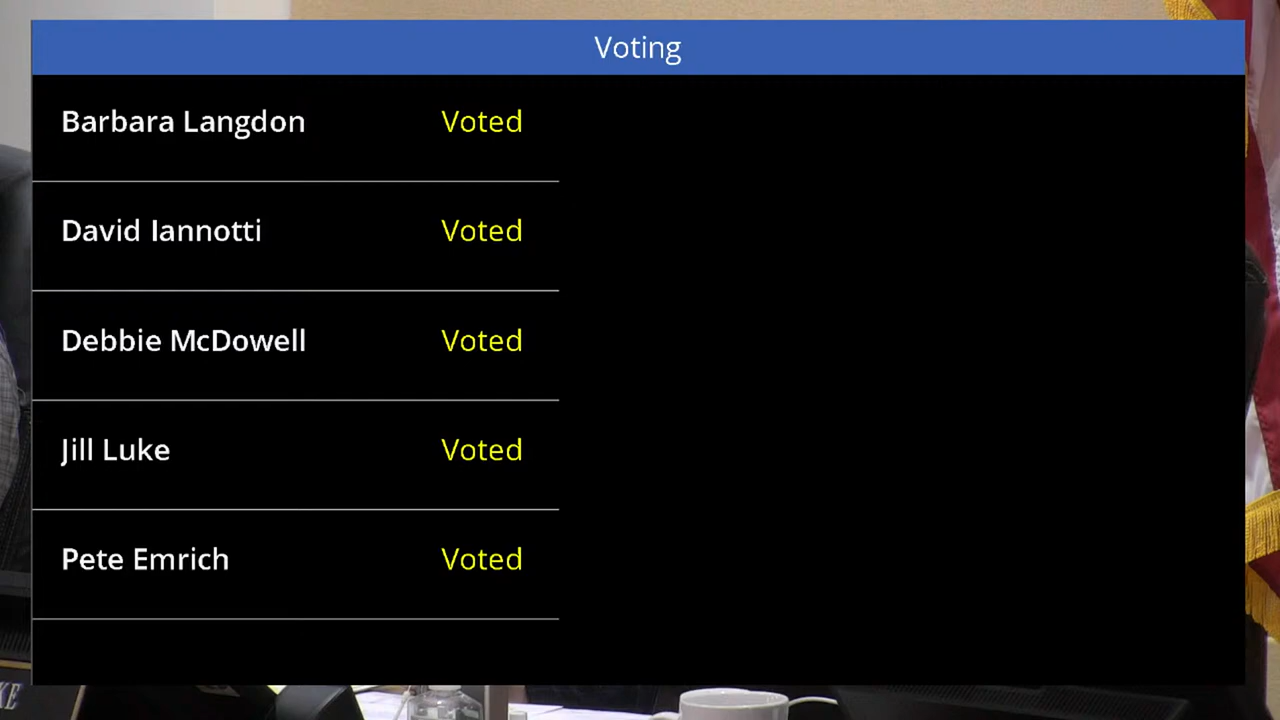 Voting
Barbara Langdon Voted
David Iannotti Voted
Debbie McDowell Voted
Jill Luke Voted
Pete Emrich Voted